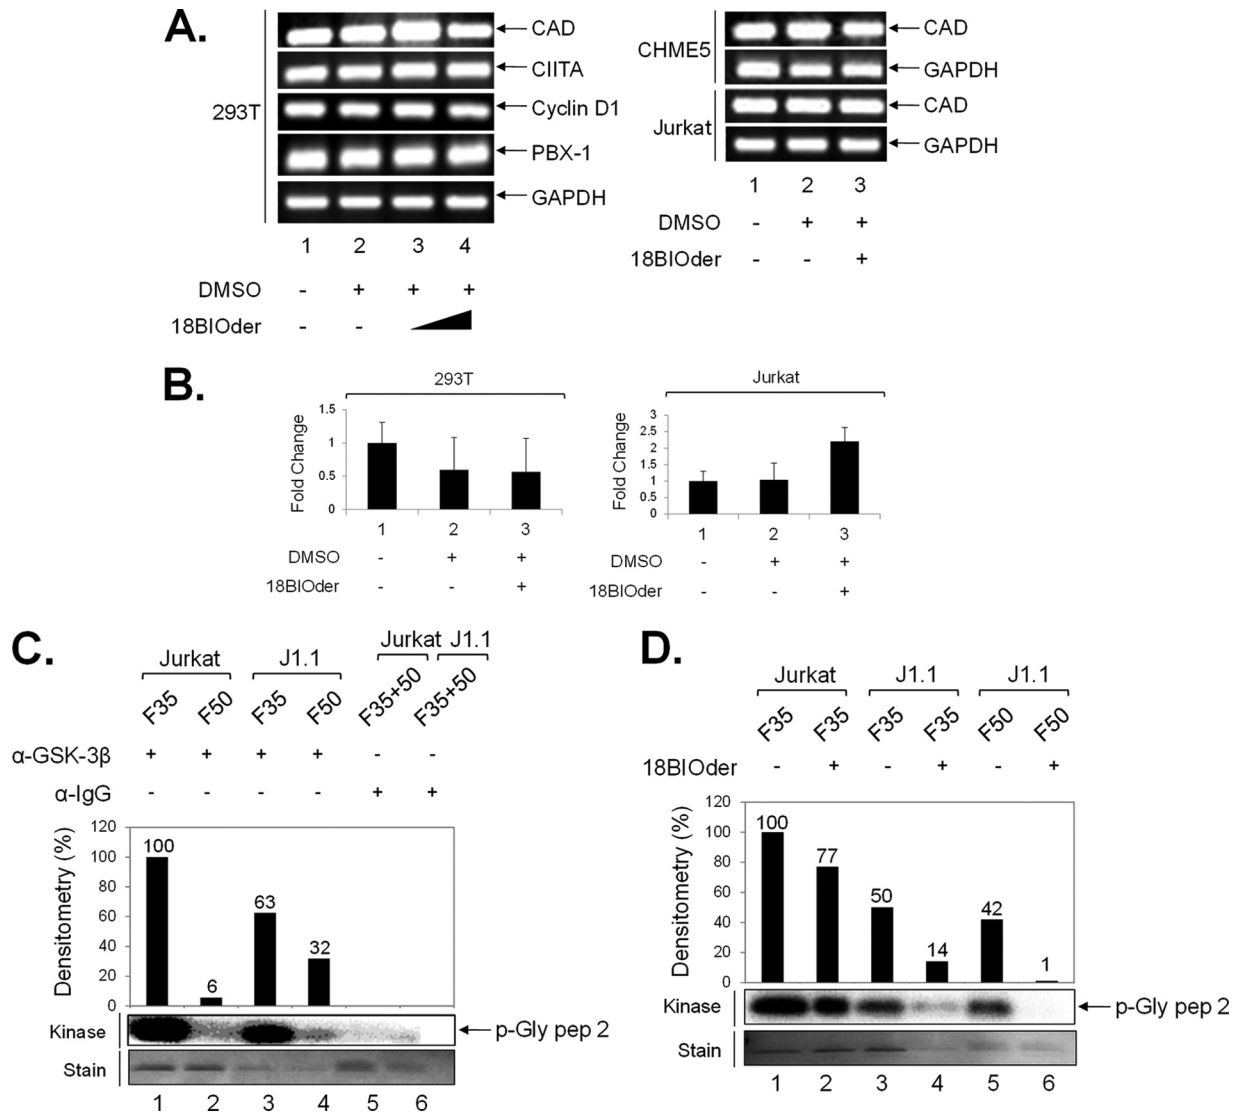 A.
293T
CAD
CIITA
Cyclin D1
PBX-1
GAPDH
1 2 3 4
DMSO - + + +
18BIOder - -
CHME5
CAD
GAPDH
Jurkat
CAD
GAPDH
1 2 3
DMSO - + +
18BIOder - - +
B.
293T
Fold Change
1.5
1
0.5
0
1 2 3
DMSO - + +
18BIOder - - +
Jurkat
Fold Change
3
2.5
2
1.5
1
0.5
0
1 2 3
DMSO - + +
18BIOder - - +
C.
Jurkat J1.1 Jurkat J1.1
F35 F50 F35 F50 F35+50 F35+50
α-GSK-3β + + + + - -
α-IgG - - - - + +
Densitometry (%)
120
100
80
60
40
20
0
100 6 63 32
Kinase
p-Gly pep 2
Stain
1 2 3 4 5 6
D.
Jurkat J1.1 J1.1
F35 F35 F35 F35 F50 F50
18BIOder - + - + - +
Densitometry (%)
120
100
80
60
40
20
0
100 77 50 14 42 1
Kinase
p-Gly pep 2
Stain
1 2 3 4 5 6